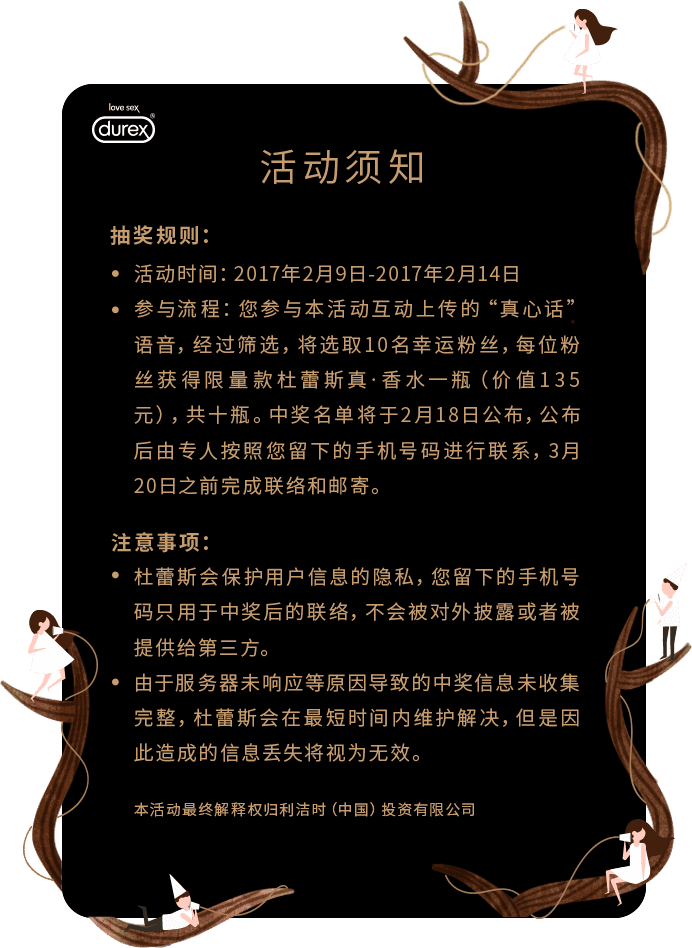 love sex
durex®
活动须知
抽奖规则：
• 活动时间：2017年2月9日-2017年2月14日
• 参与流程：您参与本活动互动上传的“真心话”
语音，经过筛选，将选取10名幸运粉丝，每位粉
丝获得限量款杜蕾斯真·香水一瓶（价值135
元），共十瓶。中奖名单将于2月18日公布，公布
后由专人按照您留下的手机号码进行联系，3月
20日之前完成联络和邮寄。
注意事项：
• 杜蕾斯会保护用户信息的隐私，您留下的手机号
码只用于中奖后的联络，不会被对外披露或者被
提供给第三方。
• 由于服务器未响应等原因导致的中奖信息未收集
完整，杜蕾斯会在最短时间内维护解决，但是因
此造成的信息丢失将视为无效。
本活动最终解释权归利洁时（中国）投资有限公司